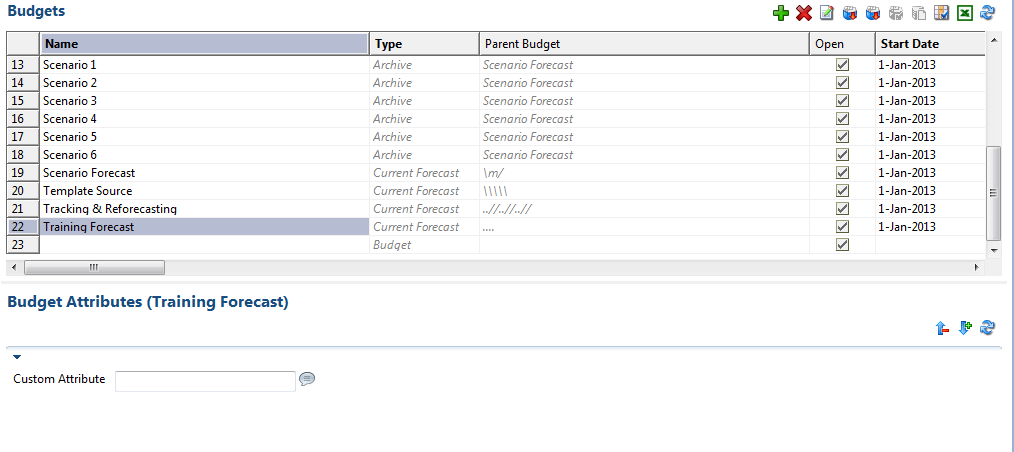 Budgets
Name Type Parent Budget Open Start Date
13 Scenario 1 Archive Scenario Forecast 1-Jan-2013
14 Scenario 2 Archive Scenario Forecast 1-Jan-2013
15 Scenario 3 Archive Scenario Forecast 1-Jan-2013
16 Scenario 4 Archive Scenario Forecast 1-Jan-2013
17 Scenario 5 Archive Scenario Forecast 1-Jan-2013
18 Scenario 6 Archive Scenario Forecast 1-Jan-2013
19 Scenario Forecast Current Forecast \m/ 1-Jan-2013
20 Template Source Current Forecast \\\\\ 1-Jan-2013
21 Tracking & Reforecasting Current Forecast ..//..//..// 1-Jan-2013
22 Training Forecast Current Forecast .... 1-Jan-2013
23 Budget
Budget Attributes (Training Forecast)
Custom Attribute